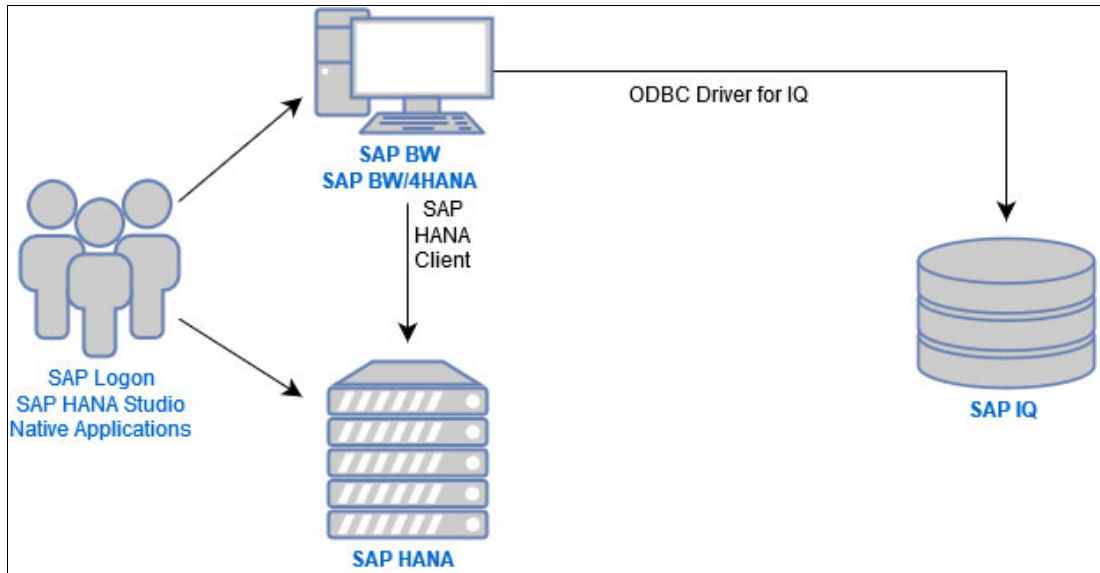 ODBC Driver for IQ
SAP BW
SAP BW/4HANA
SAP
HANA
Client
SAP Logon
SAP HANA Studio
Native Applications
SAP IQ
SAP HANA